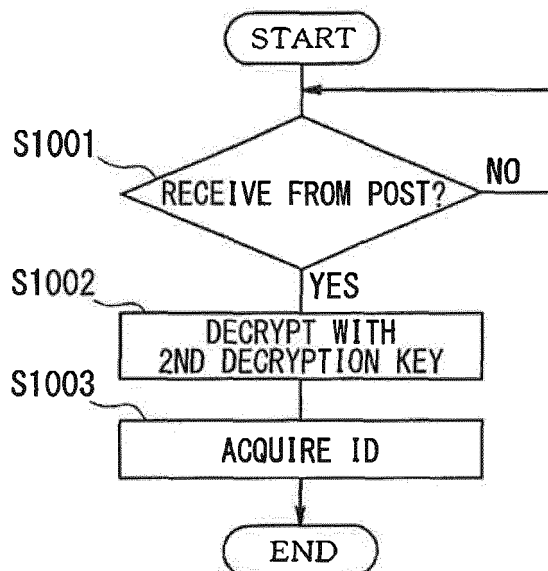 START
S1001
RECEIVE FROM POST?
NO
YES
S1002
DECRYPT WITH
2ND DECRYPTION KEY
S1003
ACQUIRE ID
END